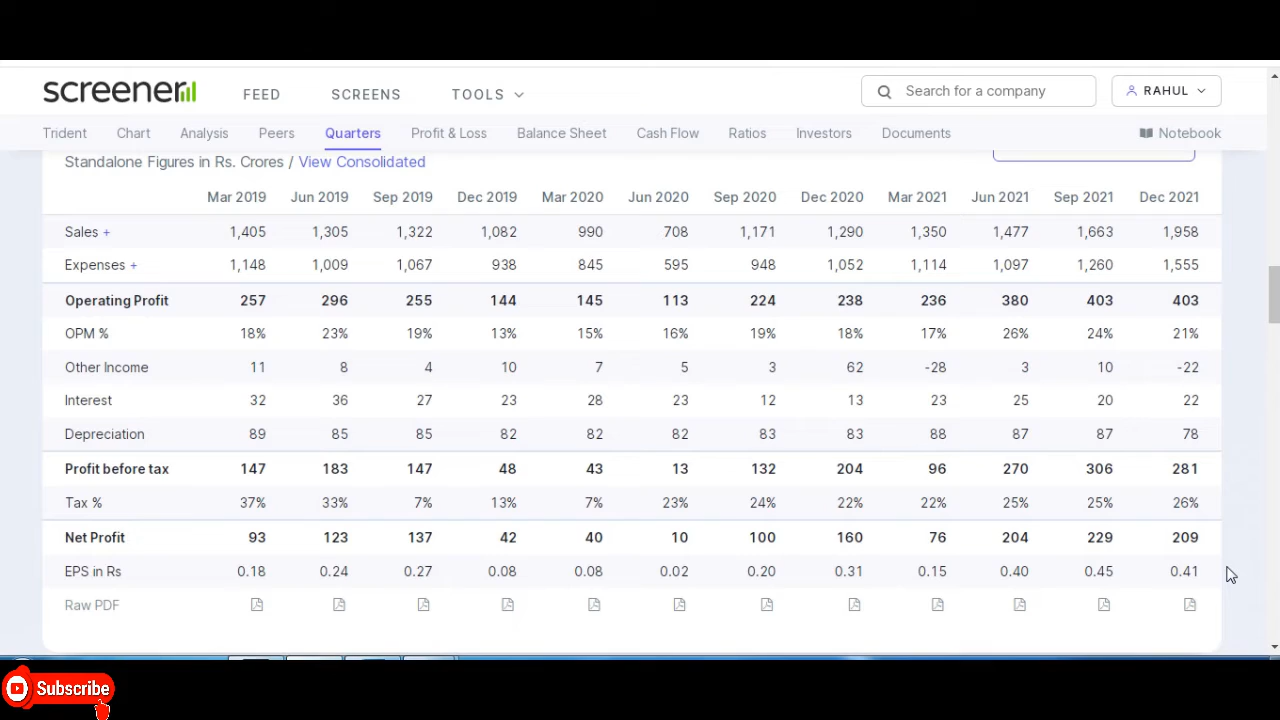 screener FEED SCREENS TOOLS Search for a company RAHUL
Trident Chart Analysis Peers Quarters Profit & Loss Balance Sheet Cash Flow Ratios Investors Documents Notebook
Standalone Figures in Rs. Crores / View Consolidated
Mar 2019 Jun 2019 Sep 2019 Dec 2019 Mar 2020 Jun 2020 Sep 2020 Dec 2020 Mar 2021 Jun 2021 Sep 2021 Dec 2021
Sales + 1,405 1,305 1,322 1,082 990 708 1,171 1,290 1,350 1,477 1,663 1,958
Expenses + 1,148 1,009 1,067 938 845 595 948 1,052 1,114 1,097 1,260 1,555
Operating Profit 257 296 255 144 145 113 224 238 236 380 403 403
OPM % 18% 23% 19% 13% 15% 16% 19% 18% 17% 26% 24% 21%
Other Income 11 8 4 10 7 5 3 62 -28 3 10 -22
Interest 32 36 27 23 28 23 12 13 23 25 20 22
Depreciation 89 85 85 82 82 82 83 83 88 87 87 78
Profit before tax 147 183 147 48 43 13 132 204 96 270 306 281
Tax % 37% 33% 7% 13% 7% 23% 24% 22% 22% 25% 25% 26%
Net Profit 93 123 137 42 40 10 100 160 76 204 229 209
EPS in Rs 0.18 0.24 0.27 0.08 0.08 0.02 0.20 0.31 0.15 0.40 0.45 0.41
Raw PDF
Subscribe